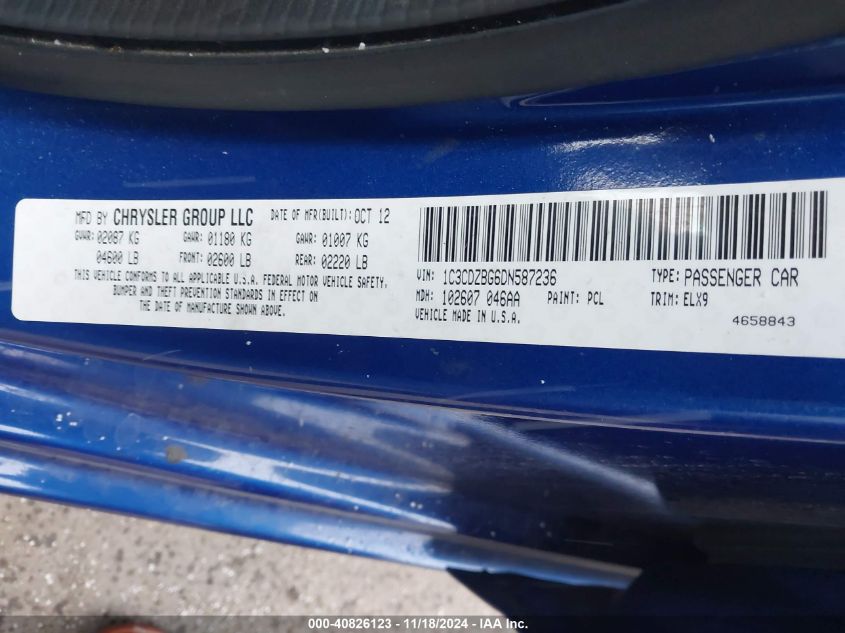 MFD BY CHRYSLER GROUP LLC DATE OF MFR(BUILT): OCT 12
GVWR: 02087 KG GAWR: 01180 KG GAWR: 01007 KG
04600 LB FRONT: 02600 LB REAR: 02220 LB
THIS VEHICLE CONFORMS TO ALL APPLICABLE U.S.A. FEDERAL MOTOR VEHICLE SAFETY,
BUMPER AND THEFT PREVENTION STANDARDS IN EFFECT ON
THE DATE OF MANUFACTURE SHOWN ABOVE.
VIN: 1C3CDZBG6DN587236 TYPE: PASSENGER CAR
MDH: 102607 046AA PAINT: PCL TRIM: ELX9
VEHICLE MADE IN U.S.A.
4658843
000-40826123 - 11/18/2024 - IAA Inc.